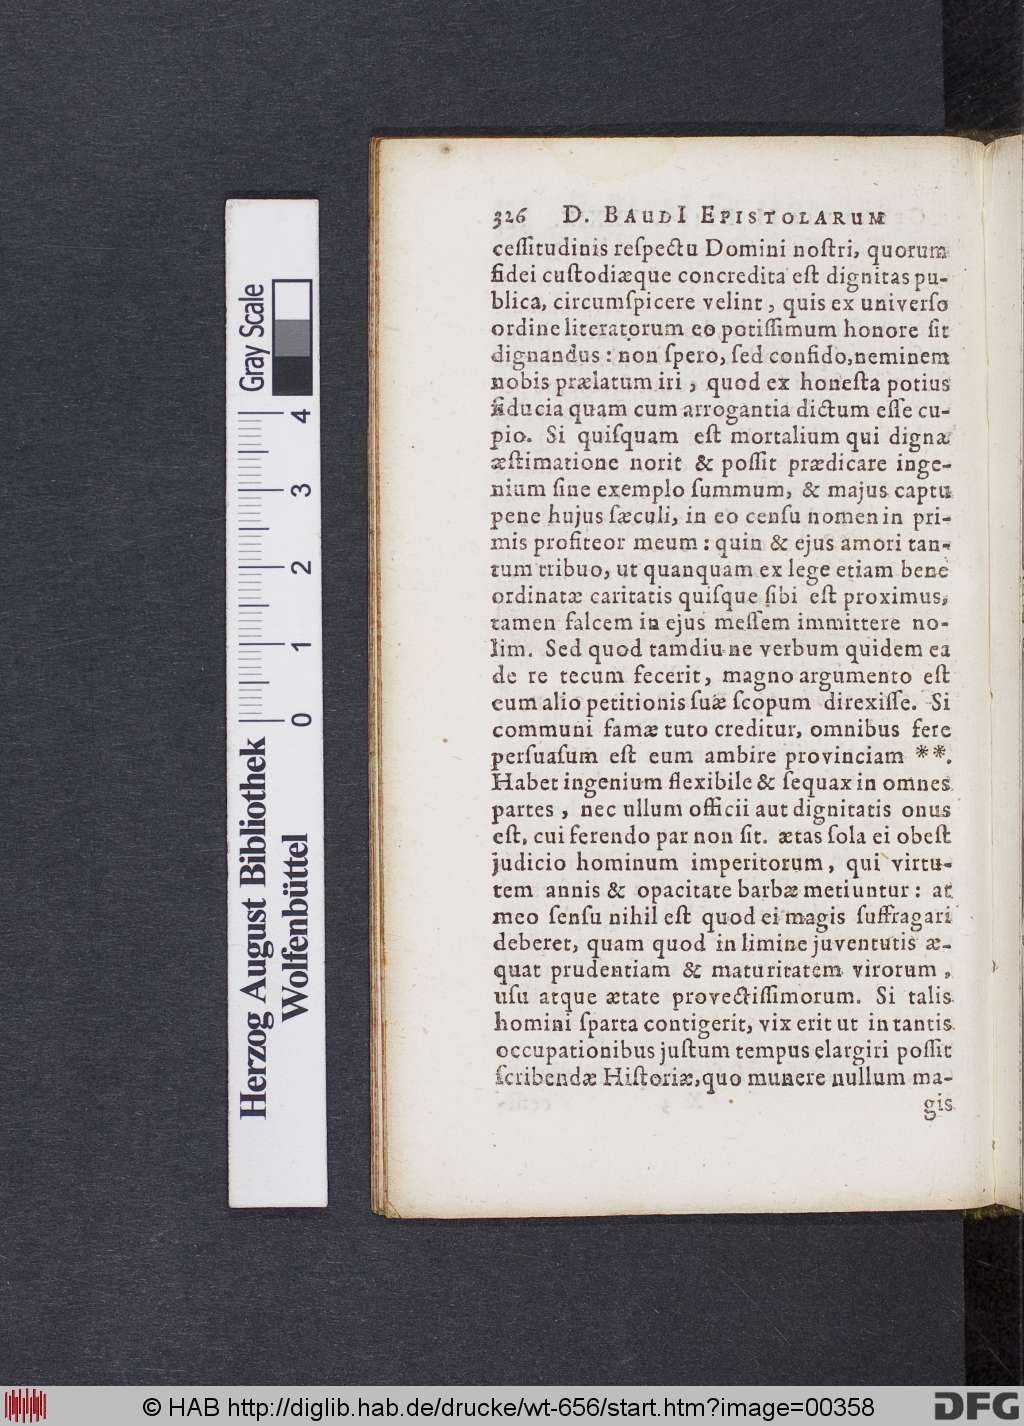 326 D. BAUDI EPISTOLARUM
ceſſitudinis reſpectu Domini noſtri, quorum
fidei cuſtodiæque concredita eſt dignitas pu-
blica, circumſpicere velint, quis ex univerſo
ordine literatorum eo potiſſimum honore ſit
dignandus: non ſpero, ſed confido, neminem
nobis prælatum iri, quod ex honeſta potius
fiducia quam cum arrogantia dictum eſſe cu-
pio. Si quiſquam eſt mortalium qui digna
æſtimatione norit & poſſit prædicare inge-
nium ſine exemplo ſummum, & majus captu
pene hujus ſæculi, in eo cenſu nomen in pri-
mis profiteor meum: quin & ejus amori tan-
tum tribuo, ut quanquam ex lege etiam bene
ordinatæ caritatis quiſque ſibi eſt proximus,
tamen falcem in ejus meſſem immittere no-
lim. Sed quod tamdiu ne verbum quidem ea
de re tecum fecerit, magno argumento eſt
eum alio petitionis ſuæ ſcopum direxiſſe. Si
communi famæ tuto creditur, omnibus fere
perſuaſum eſt eum ambire provinciam **.
Habet ingenium flexibile & ſequax in omnes
partes, nec ullum officii aut dignitatis onus
eſt, cui ferendo par non ſit. ætas ſola ei obeſt
judicio hominum imperitorum, qui virtu-
tem annis & opacitate barbæ metiuntur: at
meo ſenſu nihil eſt quod ei magis ſuffragari
deberet, quam quod in limine juventutis æ-
quat prudentiam & maturitatem virorum,
uſu atque ætate provectiſſimorum. Si talis
homini ſparta contigerit, vix erit ut in tantis
occupationibus juſtum tempus elargiri poſſit
ſcribendæ Hiſtoriæ, quo munere nullum ma-
gis
Gray Scale
0 1 2 3 4
Herzog August Bibliothek
Wolfenbüttel
© HAB http://diglib.hab.de/drucke/wt-656/start.htm?image=00358
DFG